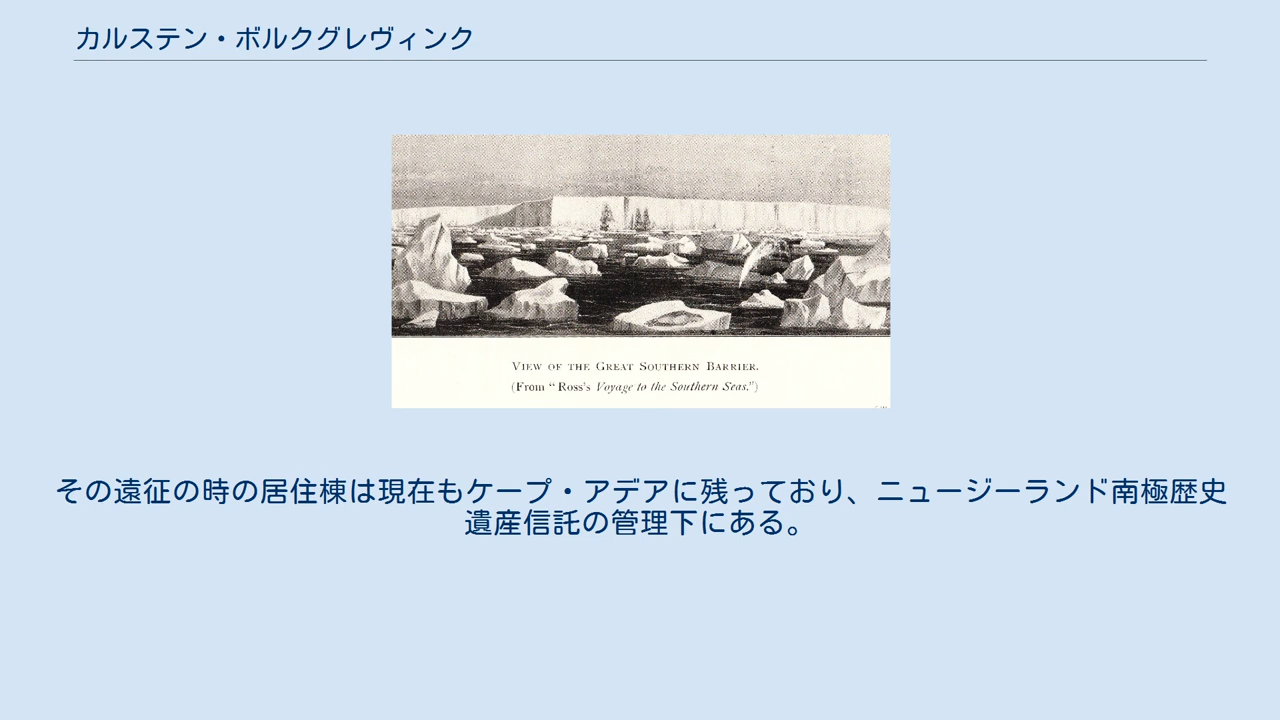 カルステン・ボルクグレヴィンク
VIEW OF THE GREAT SOUTHERN BARRIER.
(From “Ross's Voyage to the Southern Seas.”)
その遠征の時の居住棟は現在もケープ・アデアに残っており、ニュージーランド南極歴史
遺産信託の管理下にある。